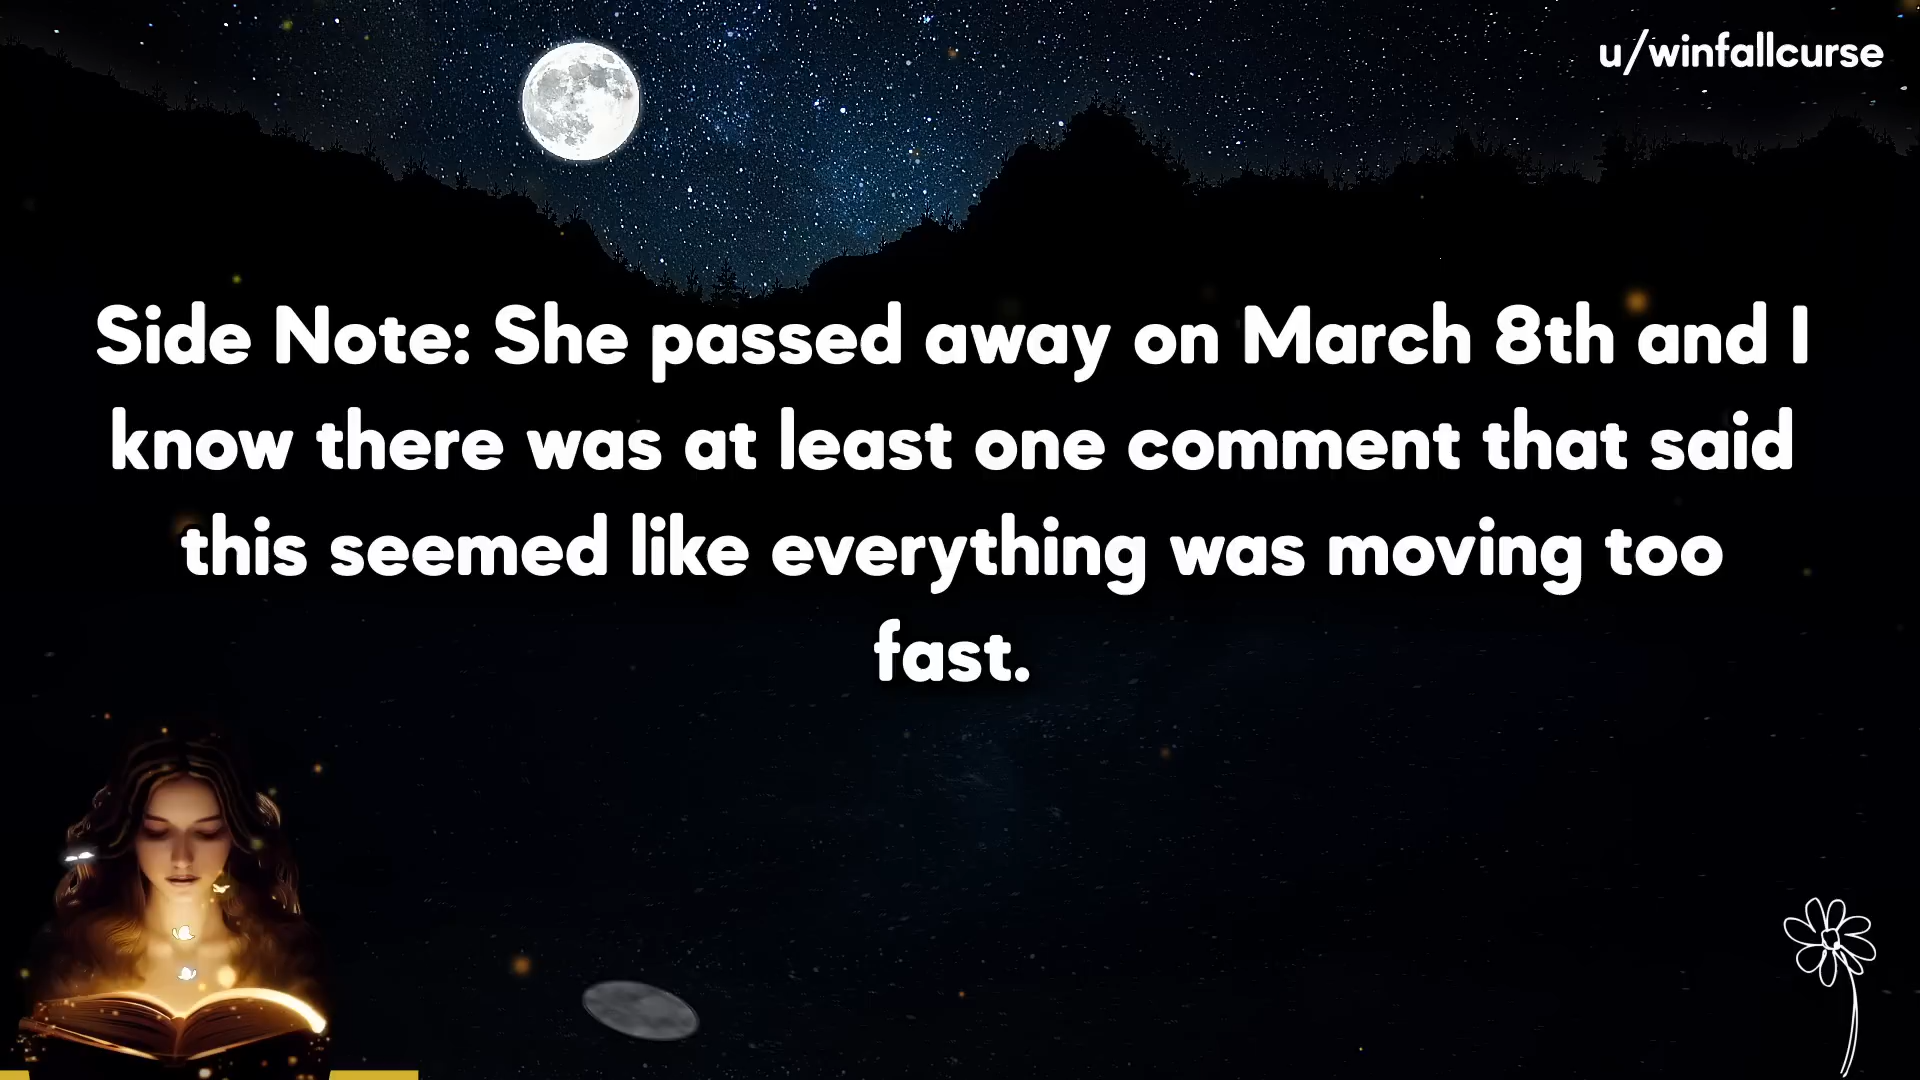 u/winfallcurse
Side Note: She passed away on March 8th and I
know there was at least one comment that said
this seemed like everything was moving too
fast.